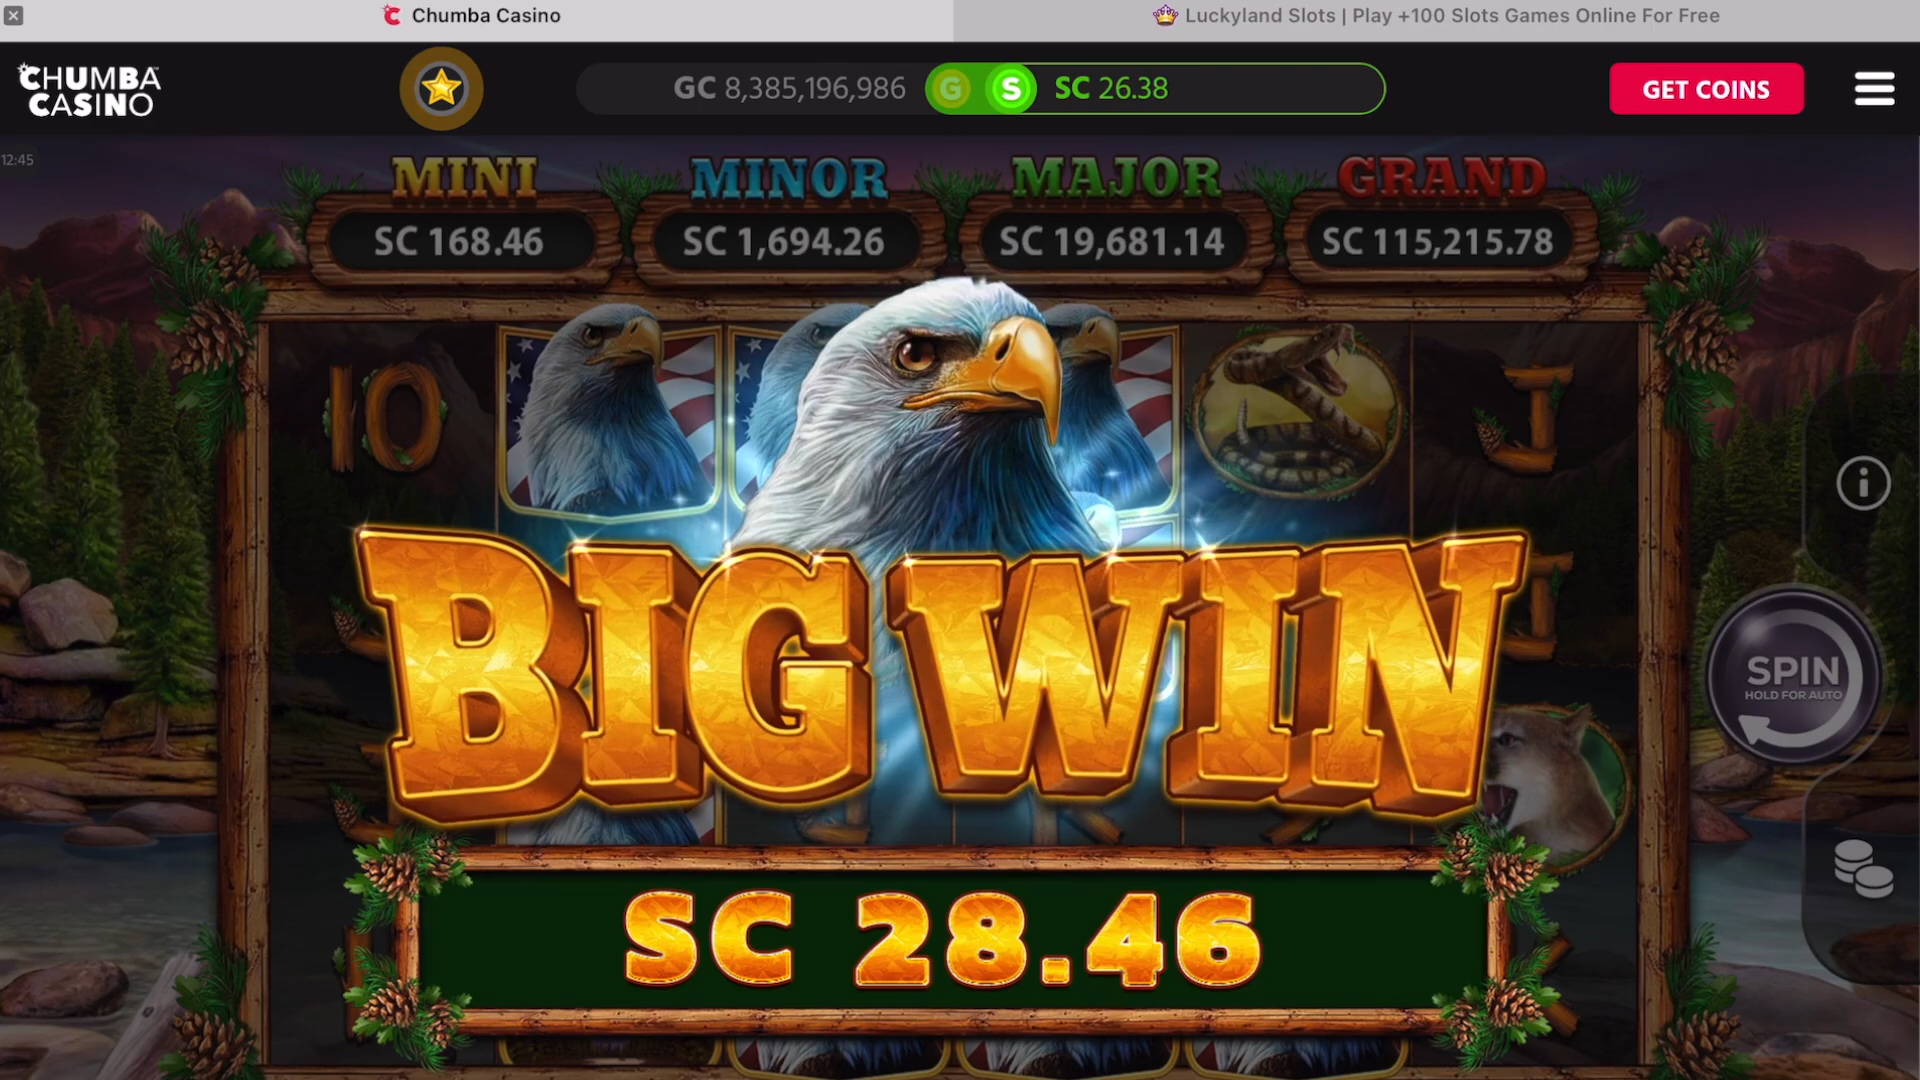 Chumba Casino
Luckyland Slots | Play +100 Slots Games Online For Free
CHUMBA
CASINO
GC 8,385,196,986
G
S
SC 26.38
GET COINS
12:45
MINI
MINOR
MAJOR
GRAND
SC 168.46
SC 1,694.26
SC 19,681.14
SC 115,215.78
10
J
BIG WIN
SPIN
HOLD FOR AUTO
SC 28.46